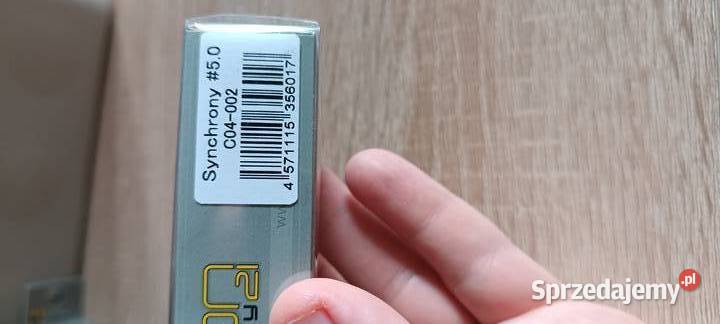 Synchrony #5.0
C04-002
4 571115 356017
Sprzedajemy.pl